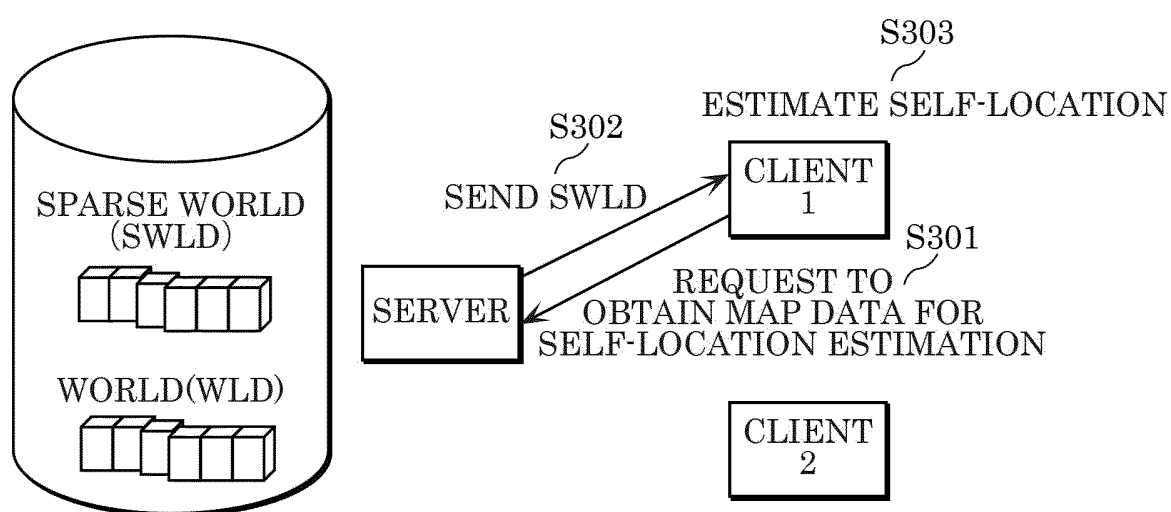 S303
ESTIMATE SELF-LOCATION
S302
SEND SWLD
CLIENT
1
SPARSE WORLD
(SWLD)
S301
REQUEST TO
OBTAIN MAP DATA FOR
SELF-LOCATION ESTIMATION
SERVER
WORLD(WLD)
CLIENT
2